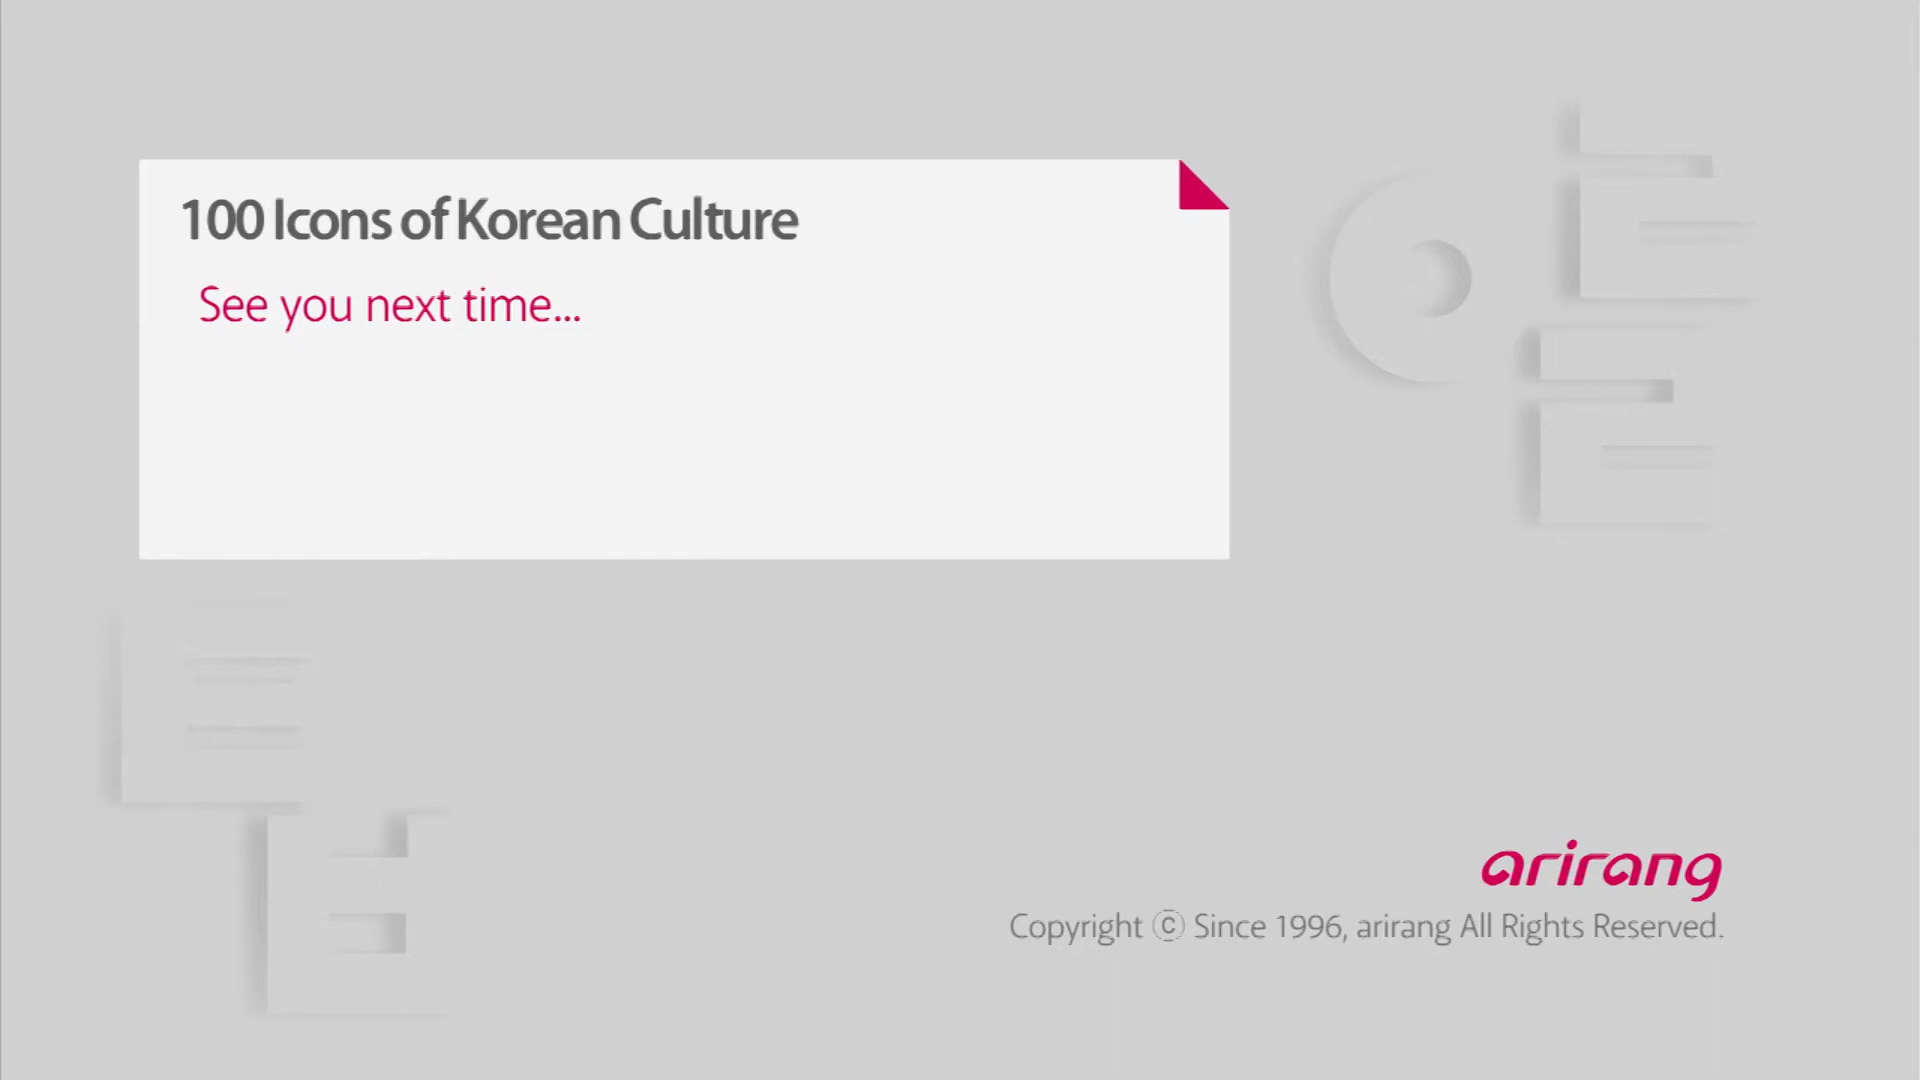 100 Icons of Korean Culture
See you next time...
arirang
Copyright ⓒ Since 1996, arirang All Rights Reserved.